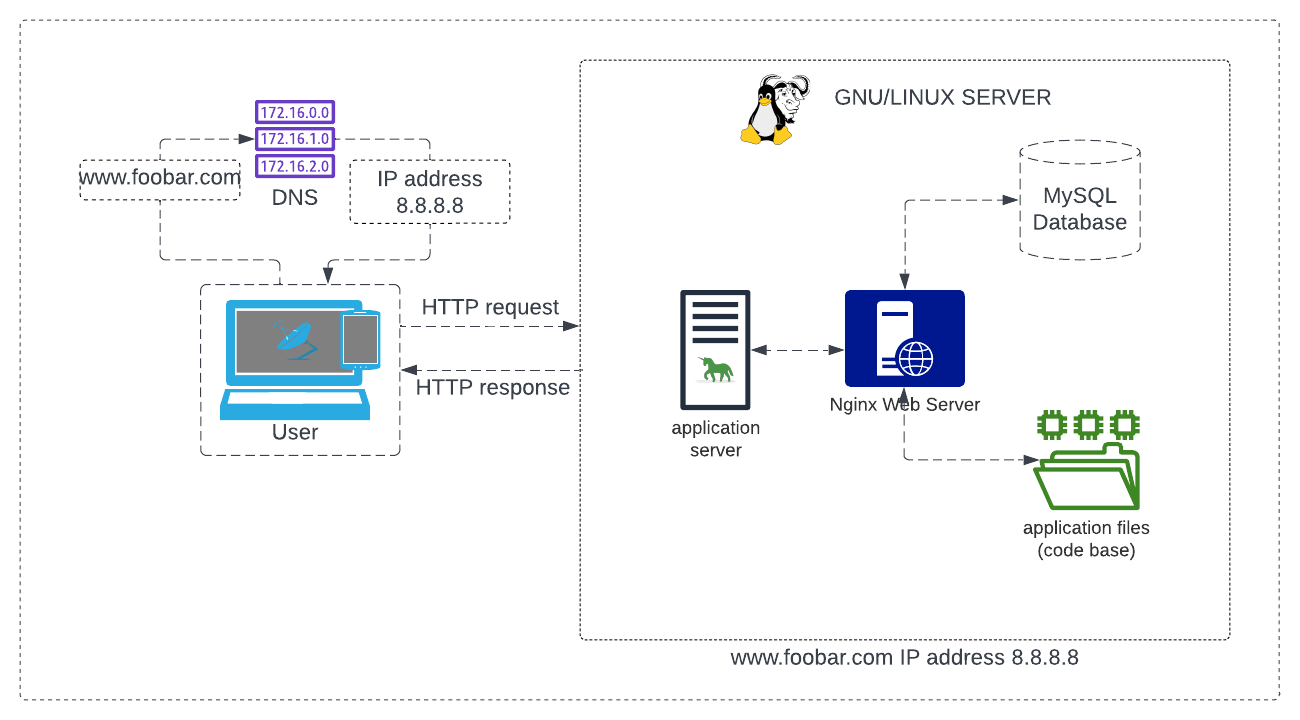 GNU/LINUX SERVER
172.16.0.0
172.16.1.0
172.16.2.0
DNS
www.foobar.com
IP address
8.8.8.8
MySQL
Database
HTTP request
HTTP response
User
Nginx Web Server
application
server
application files
(code base)
www.foobar.com IP address 8.8.8.8